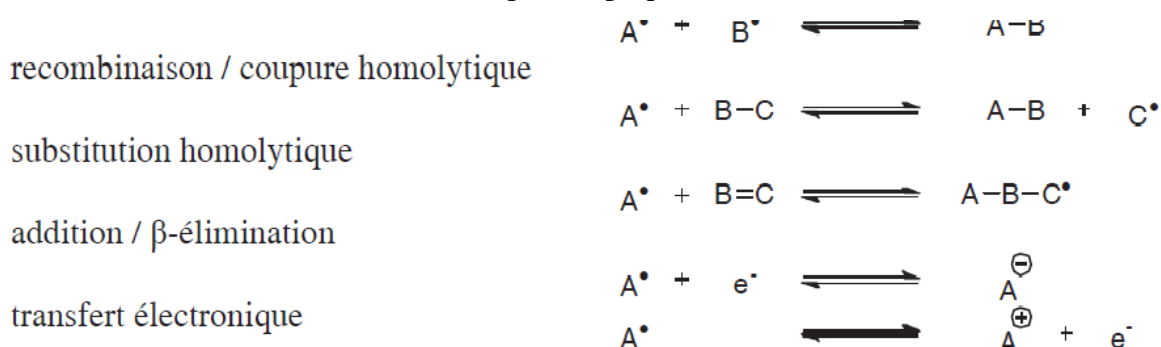 A• + B• ⇌ A–B
recombinaison / coupure homolytique
A• + B–C ⇌ A–B + C•
substitution homolytique
A• + B=C ⇌ A–B–C•
addition / β-élimination
A• + e- ⇌ A⊖
transfert électronique
A• ⇌ A⊕ + e-